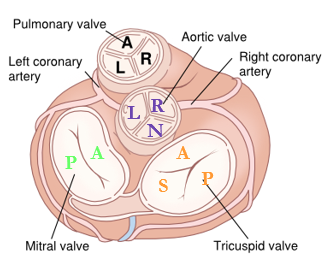 Pulmonary valve
A
R
L
Aortic valve
Left coronary
artery
Right coronary
artery
L
R
N
P
A
A
S
P
Mitral valve
Tricuspid valve